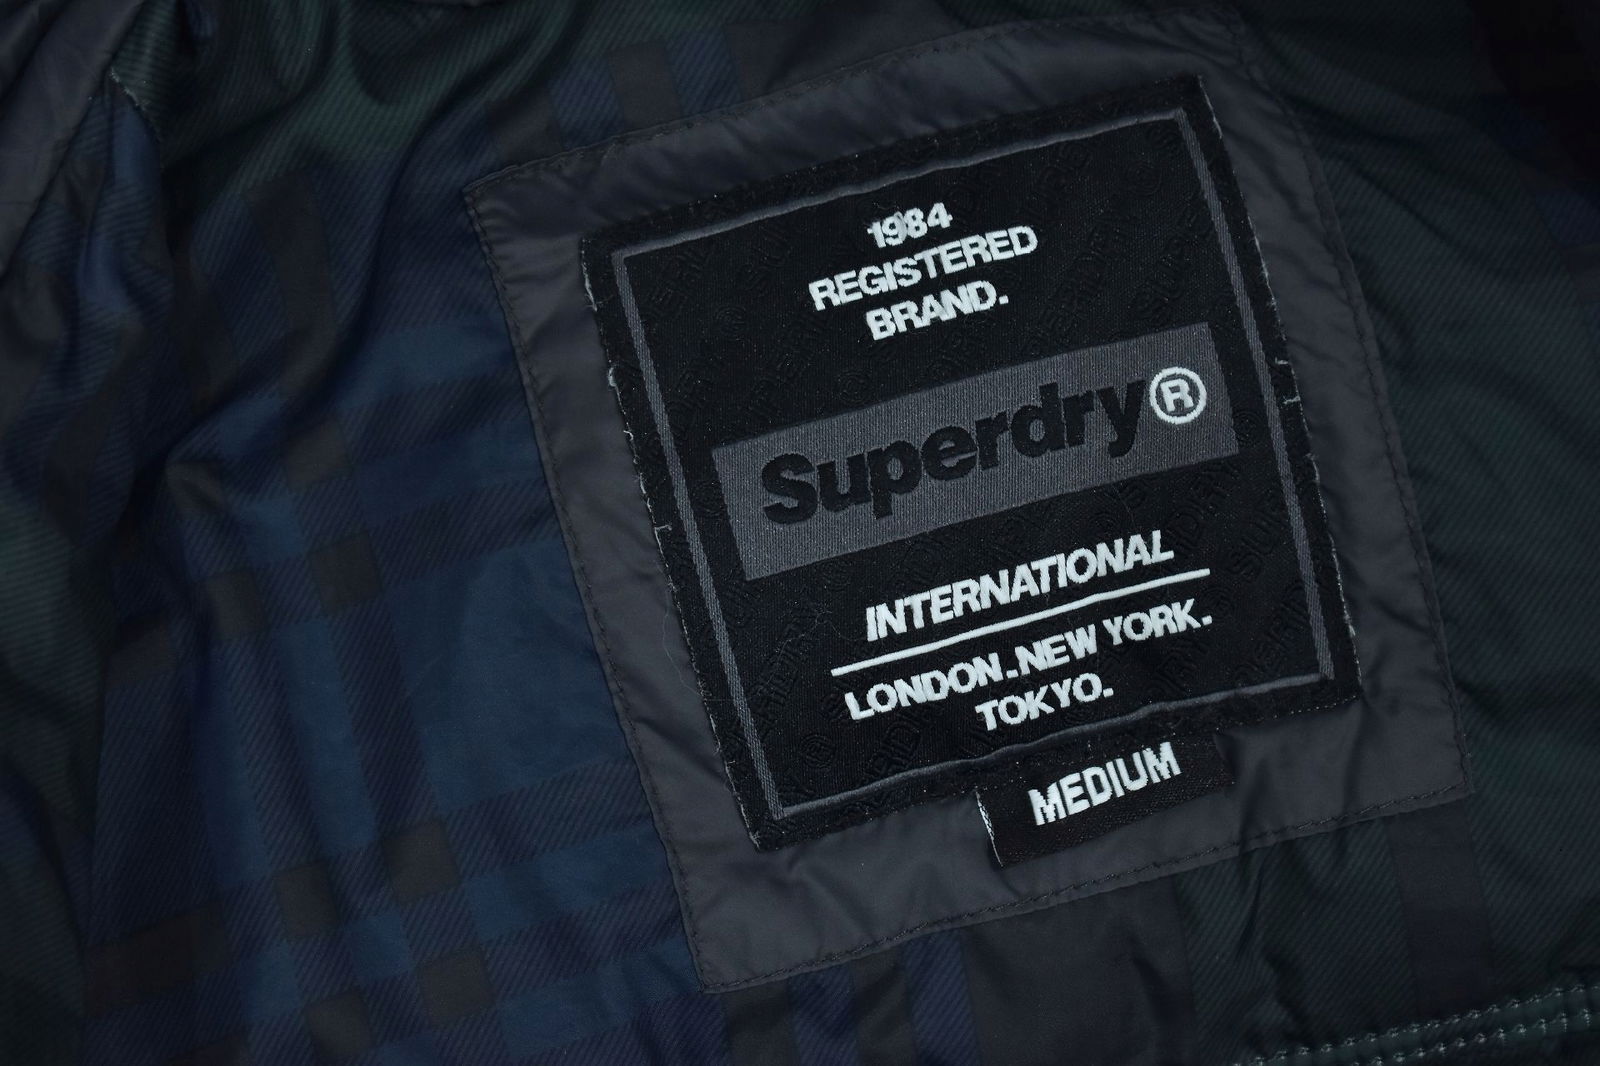 1984
REGISTERED
BRAND.
Superdry®
INTERNATIONAL
LONDON..NEW YORK.
TOKYO.
MEDIUM